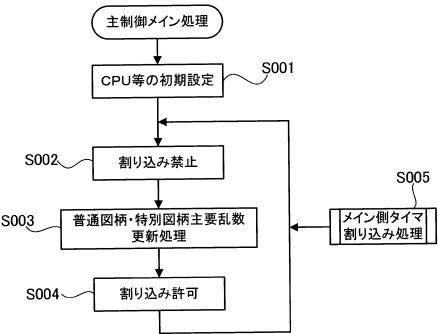 主制御メイン処理
CPU等の初期設定
S001
割り込み禁止
S002
普通図柄・特別図柄主要乱数
更新処理
S003
割り込み許可
S004
S005
メイン側タイマ
割り込み処理